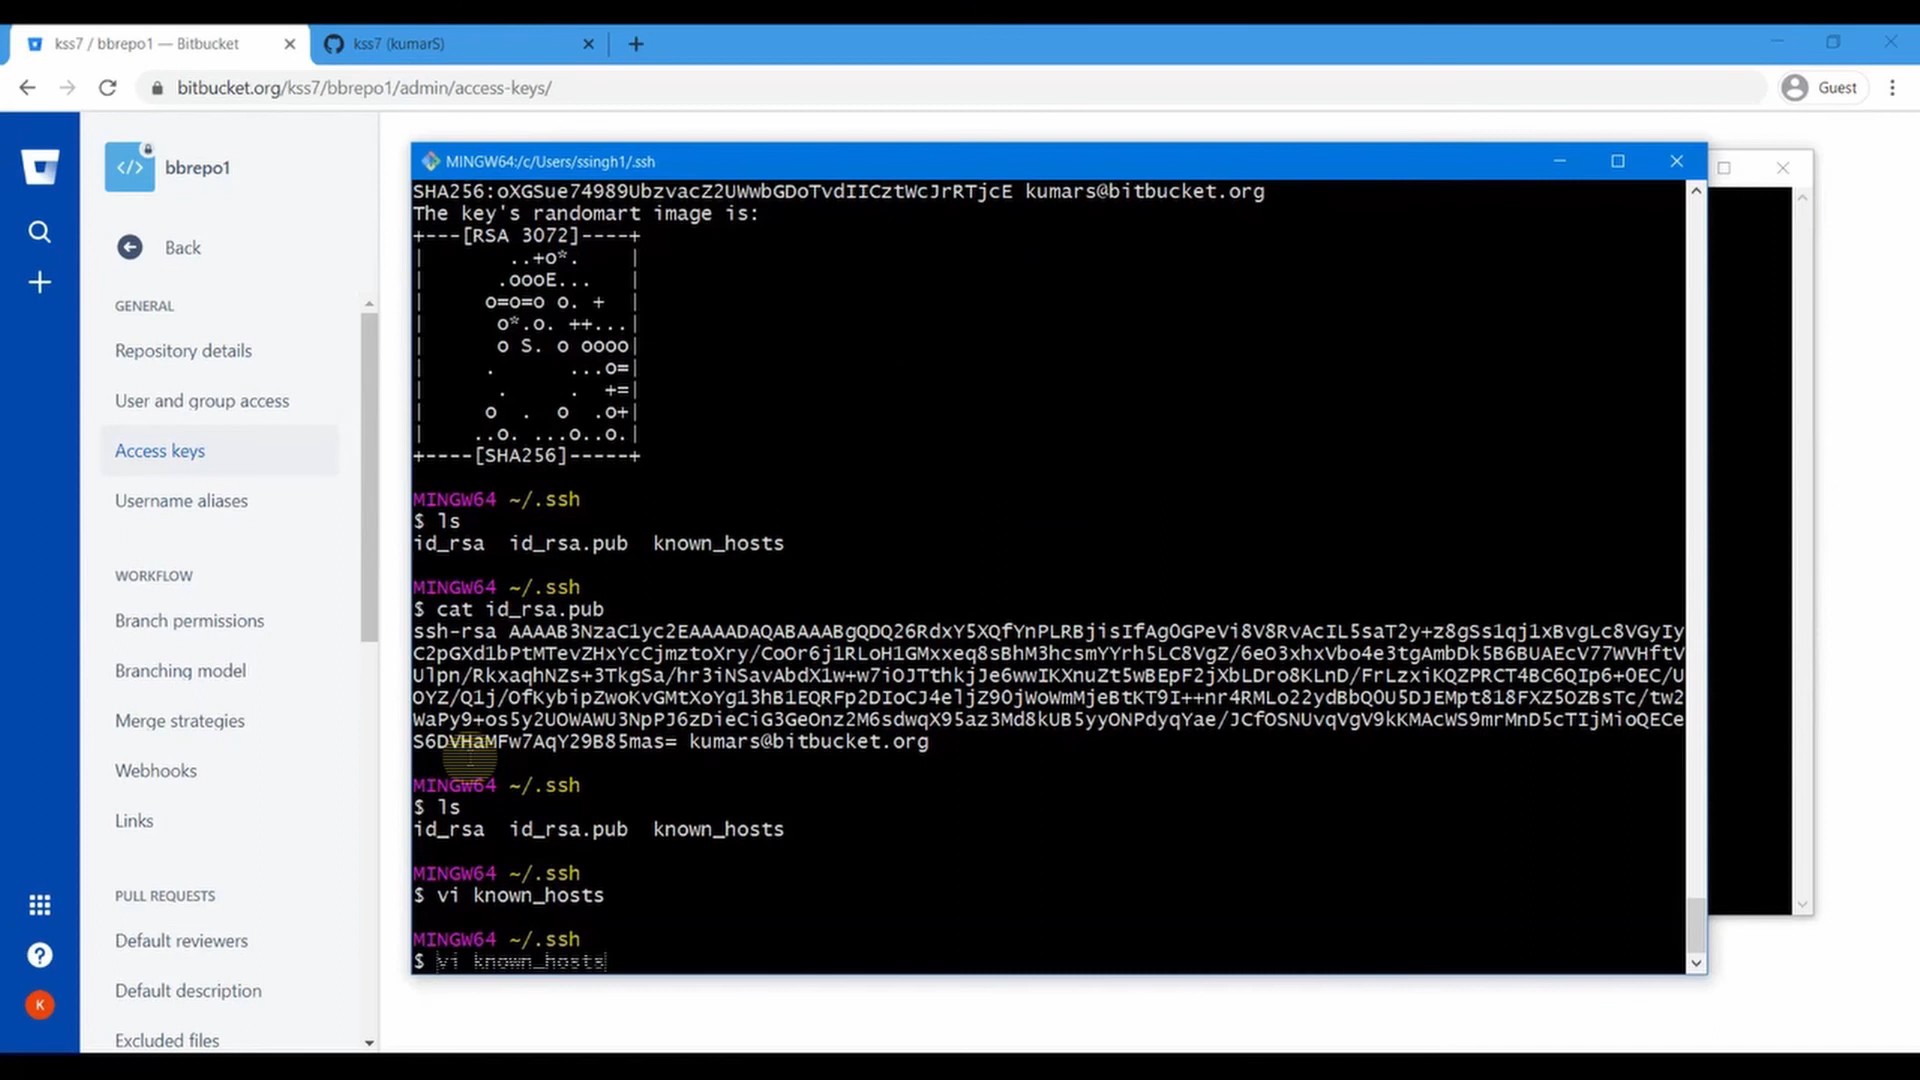 kss7 / bbrepo1 — Bitbucket
kss7 (kumarS)
bitbucket.org/kss7/bbrepo1/admin/access-keys/
Guest
bbrepo1
Back
GENERAL
Repository details
User and group access
Access keys
Username aliases
WORKFLOW
Branch permissions
Branching model
Merge strategies
Webhooks
Links
PULL REQUESTS
Default reviewers
Default description
Excluded files
K
MINGW64:/c/Users/ssingh1/.ssh
SHA256:oXGSue74989UbzvacZ2UWwbGDoTvdIICztWcJrRTjcE kumars@bitbucket.org
The key's randomart image is:
+---[RSA 3072]----+
|       ..+o*.    |
|      .oooE...   |
|     o=o=o o. +  |
|      o*.o. ++...|
|      o S. o oooo|
|     .      ...o=|
|      .     .  +=|
|     o  .  o  .o+|
|    ..o. ...o..o.|
+----[SHA256]-----+
MINGW64 ~/.ssh
$ ls
id_rsa  id_rsa.pub  known_hosts
MINGW64 ~/.ssh
$ cat id_rsa.pub
ssh-rsa AAAAB3NzaC1yc2EAAAADAQABAAABgQDQ26RdxY5XQfYnPLRBjisIfAgOGPeVi8V8RvAcIL5saT2y+z8gSs1qj1xBvgLc8VGyIy
C2pGXd1bPtMTevZHxYcCjmztoXry/CoOr6j1RLoH1GMxxeq8sBhM3hcsmYYrh5LC8VgZ/6eO3xhxVbo4e3tgAmbDk5B6BUAEcV77WVHftV
Ulpn/RkxaqhNZs+3TkgSa/hr3iNSavAbdX1w+w7iOJTthkjJe6wwIKXnuZt5wBEpF2jXbLDro8KLnD/FrLzxiKQZPRCT4BC6QIp6+OEC/U
OYZ/Q1j/OfKybipZwoKvGMtXoYg13hB1EQRFp2DIoCJ4eljZ9OjWoWmMjeBtKT9I++nr4RMLo22ydBbQ0U5DJEMpt818FXZ5OZBsTc/tw2
WaPy9+os5y2UOWAWU3NpPJ6zDieCiG3GeOnz2M6sdwqX95az3Md8kUB5yyONPdyqYae/JCfOSNUvqVgV9kKMAcWS9mrMnD5cTIjMioQECe
S6DVHaMFw7AqY29B85mas= kumars@bitbucket.org
MINGW64 ~/.ssh
$ ls
id_rsa  id_rsa.pub  known_hosts
MINGW64 ~/.ssh
$ vi known_hosts
MINGW64 ~/.ssh
$ vi known_hosts